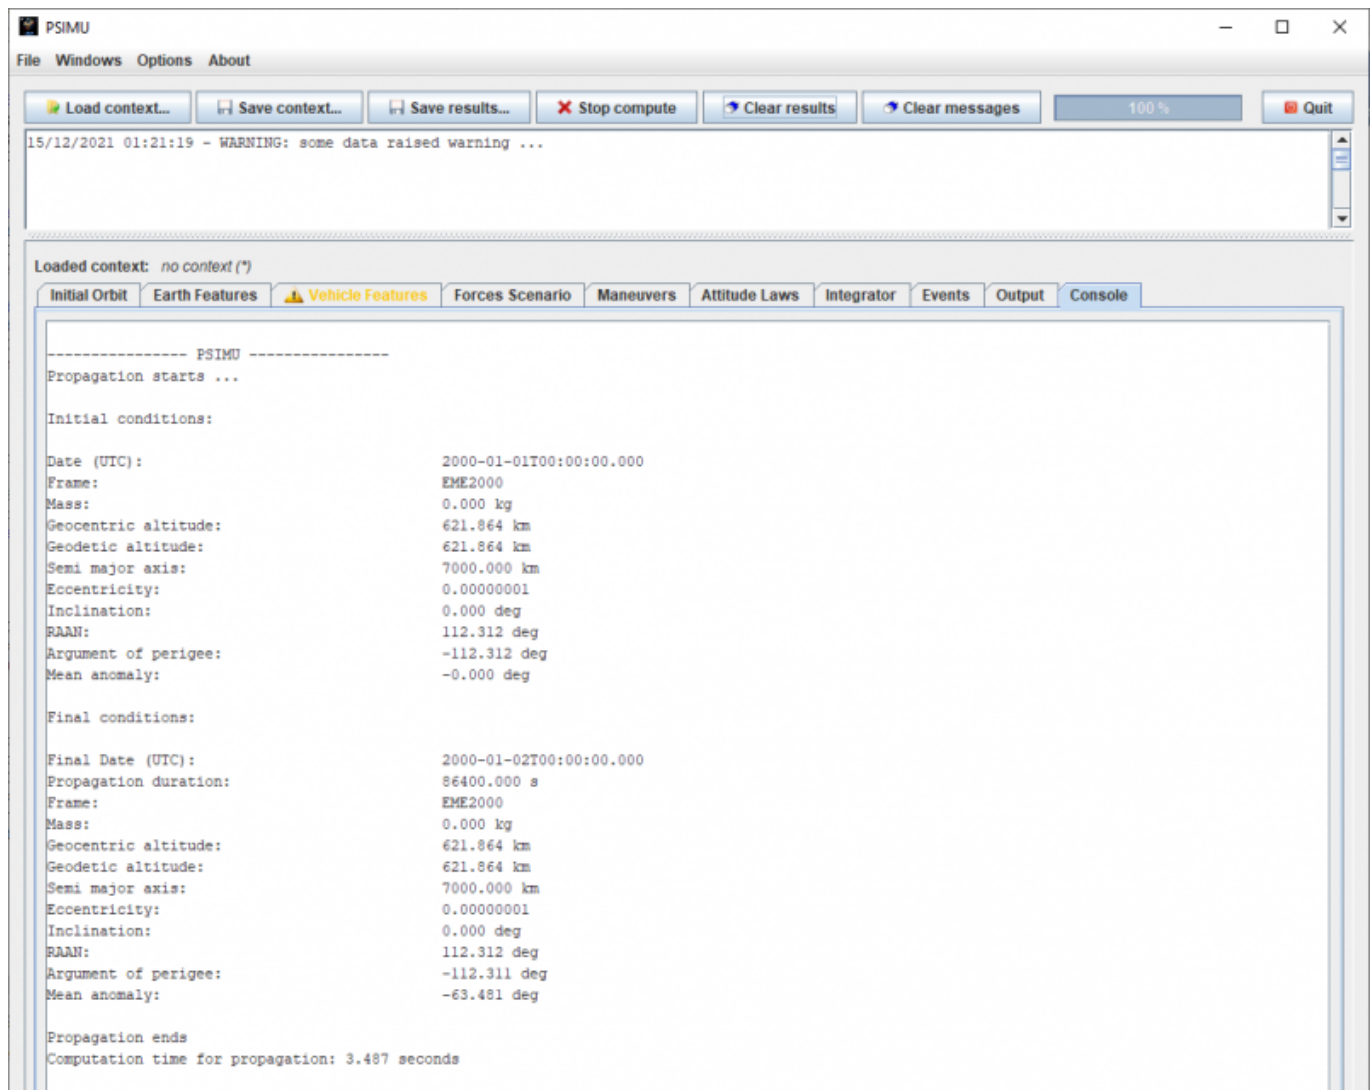 PSIMU
File Windows Options About
Load context... Save context... Save results... Stop compute Clear results Clear messages 100 % Quit
15/12/2021 01:21:19 - WARNING: some data raised warning ...
Loaded context: no context (*)
Initial Orbit Earth Features Vehicle Features Forces Scenario Maneuvers Attitude Laws Integrator Events Output Console
---------------- PSIMU ----------------
Propagation starts ...
Initial conditions:
Date (UTC): 2000-01-01T00:00:00.000
Frame: EME2000
Mass: 0.000 kg
Geocentric altitude: 621.864 km
Geodetic altitude: 621.864 km
Semi major axis: 7000.000 km
Eccentricity: 0.00000001
Inclination: 0.000 deg
RAAN: 112.312 deg
Argument of perigee: -112.312 deg
Mean anomaly: -0.000 deg
Final conditions:
Final Date (UTC): 2000-01-02T00:00:00.000
Propagation duration: 86400.000 s
Frame: EME2000
Mass: 0.000 kg
Geocentric altitude: 621.864 km
Geodetic altitude: 621.864 km
Semi major axis: 7000.000 km
Eccentricity: 0.00000001
Inclination: 0.000 deg
RAAN: 112.312 deg
Argument of perigee: -112.311 deg
Mean anomaly: -63.481 deg
Propagation ends
Computation time for propagation: 3.487 seconds